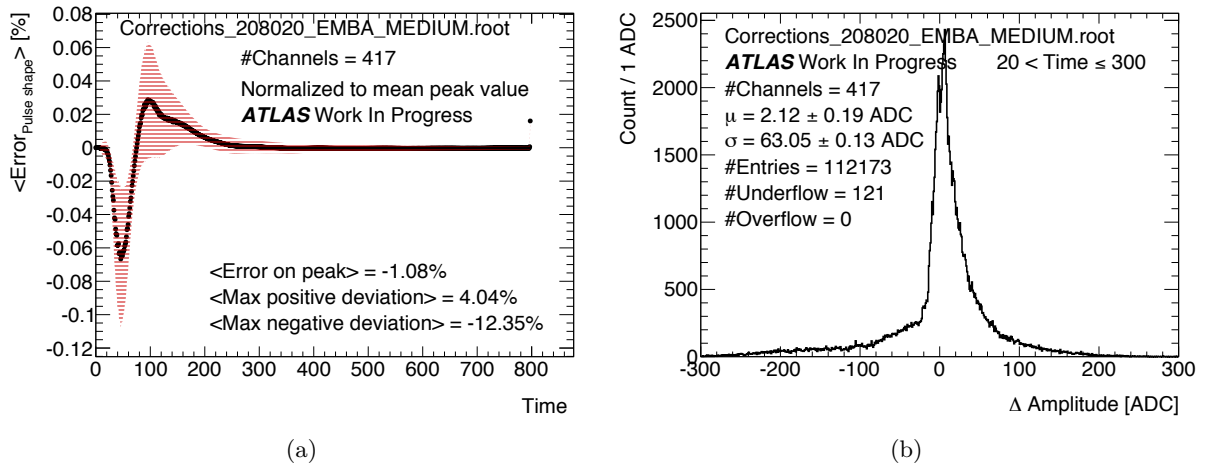 Corrections_208020_EMBA_MEDIUM.root
#Channels = 417
Normalized to mean peak value
ATLAS Work In Progress
<Error on peak> = -1.08%
<Max positive deviation> = 4.04%
<Max negative deviation> = -12.35%
<Error Pulse shape> [%]
0.08
0.06
0.04
0.02
0
-0.02
-0.04
-0.06
-0.08
-0.1
-0.12
0 100 200 300 400 500 600 700 800
Time
(a)
Corrections_208020_EMBA_MEDIUM.root
ATLAS Work In Progress 20 < Time ≤ 300
#Channels = 417
μ = 2.12 ± 0.19 ADC
σ = 63.05 ± 0.13 ADC
#Entries = 112173
#Underflow = 121
#Overflow = 0
Count / 1 ADC
2500
2000
1500
1000
500
0
-300 -200 -100 0 100 200 300
Δ Amplitude [ADC]
(b)